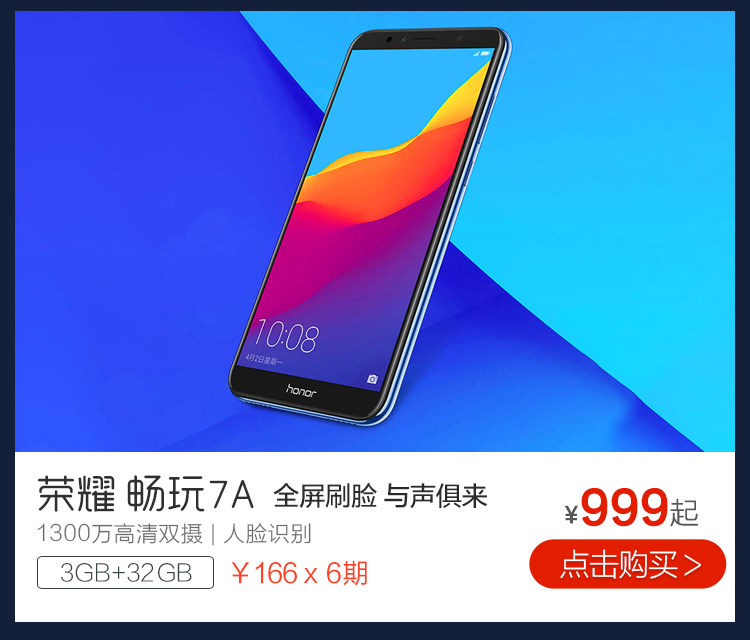 10:08
4月2日星期一
honor
荣耀 畅玩7A 全屏刷脸 与声俱来
1300万高清双摄 | 人脸识别
3GB+32GB ￥166 x 6期
¥999起
点击购买 >